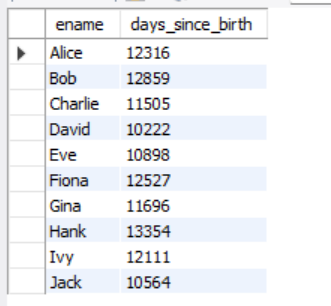 ename days_since_birth
Alice 12316
Bob 12859
Charlie 11505
David 10222
Eve 10898
Fiona 12527
Gina 11696
Hank 13354
Ivy 12111
Jack 10564